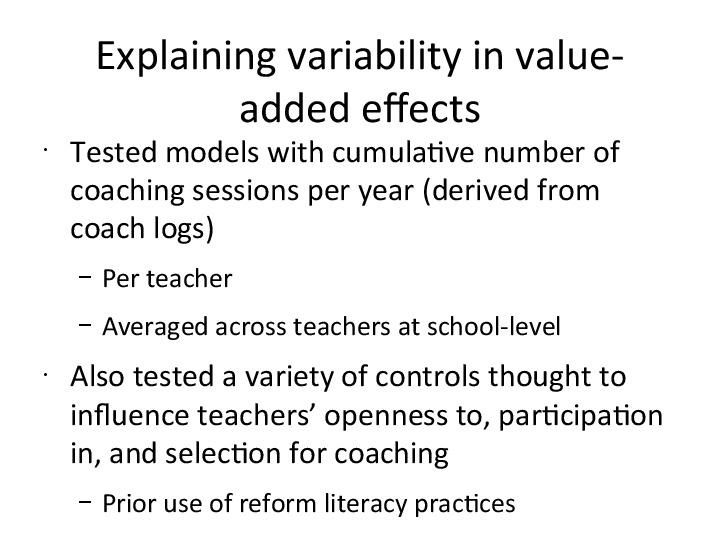 Explaining variability in value-
added effects
· Tested models with cumulative number of
coaching sessions per year (derived from
coach logs)
– Per teacher
– Averaged across teachers at school-level
· Also tested a variety of controls thought to
influence teachers’ openness to, participation
in, and selection for coaching
– Prior use of reform literacy practices